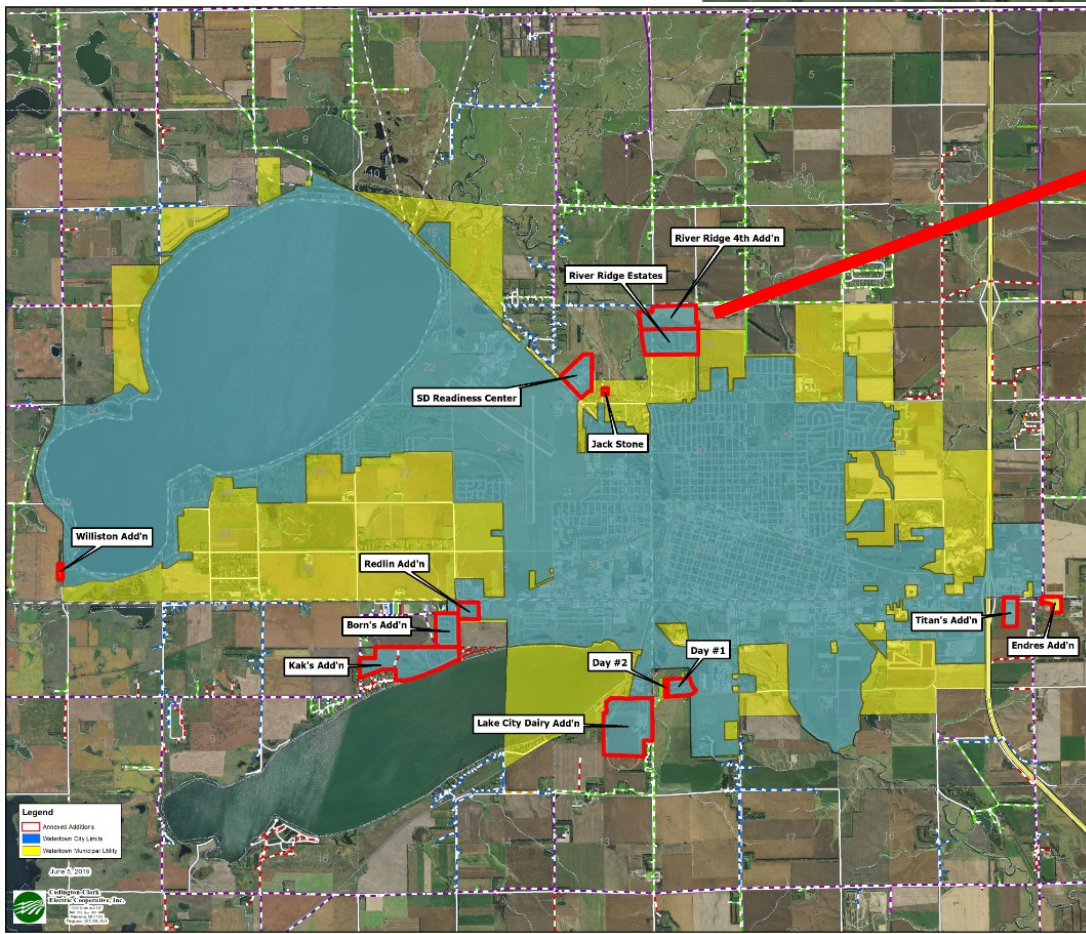 River Ridge 4th Add'n
River Ridge Estates
SD Readiness Center
Jack Stone
Williston Add'n
Redlin Add'n
Born's Add'n
Kak's Add'n
Day #2
Day #1
Lake City Dairy Add'n
Titan's Add'n
Endres Add'n
Legend
Annexed Additions
Watertown City Limits
Watertown Municipal Utility
June 5, 2019
Codington-Clark
Electric Cooperative, Inc.